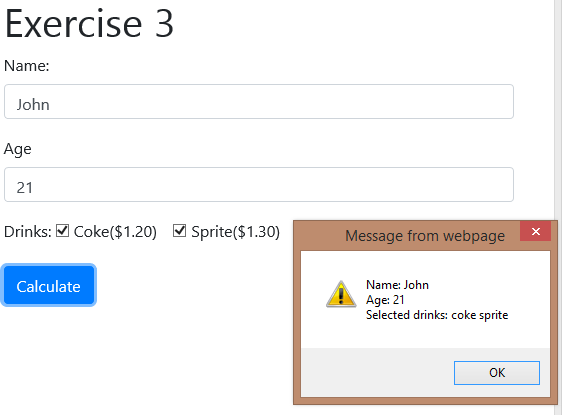 Exercise 3
Name:
John
Age
21
Drinks: Coke($1.20) Sprite($1.30)
Calculate
Message from webpage
Name: John
Age: 21
Selected drinks: coke sprite
OK